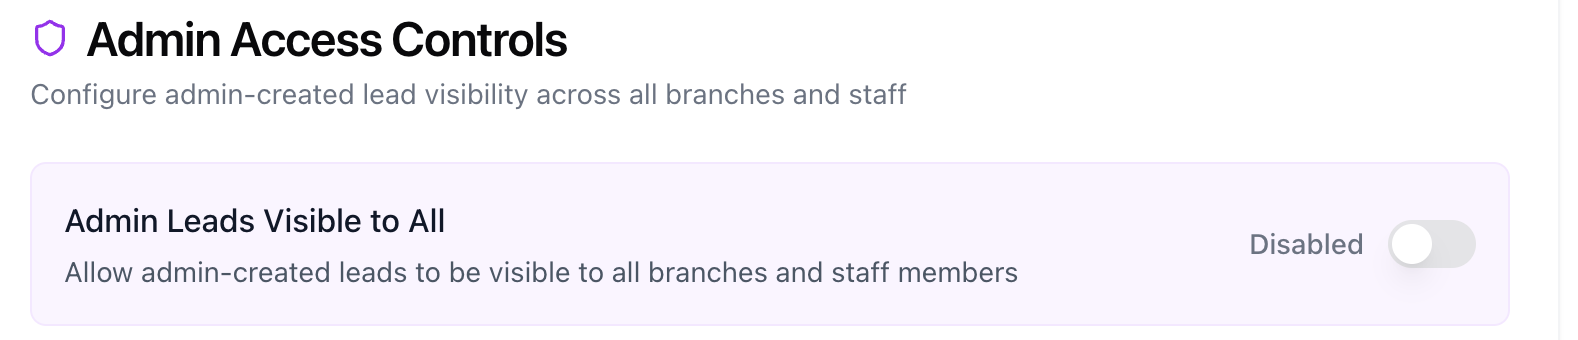 Admin Access Controls
Configure admin-created lead visibility across all branches and staff
Admin Leads Visible to All
Disabled
Allow admin-created leads to be visible to all branches and staff members